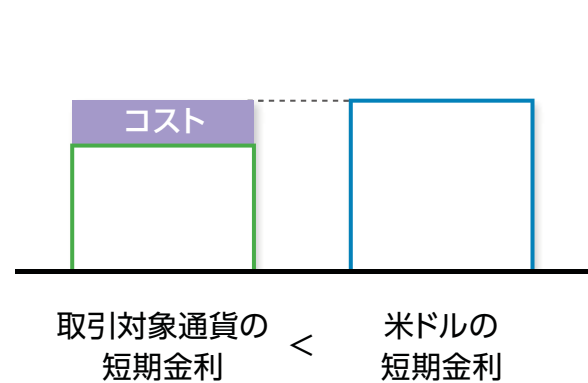 コスト
取引対象通貨の
短期金利
<
米ドルの
短期金利